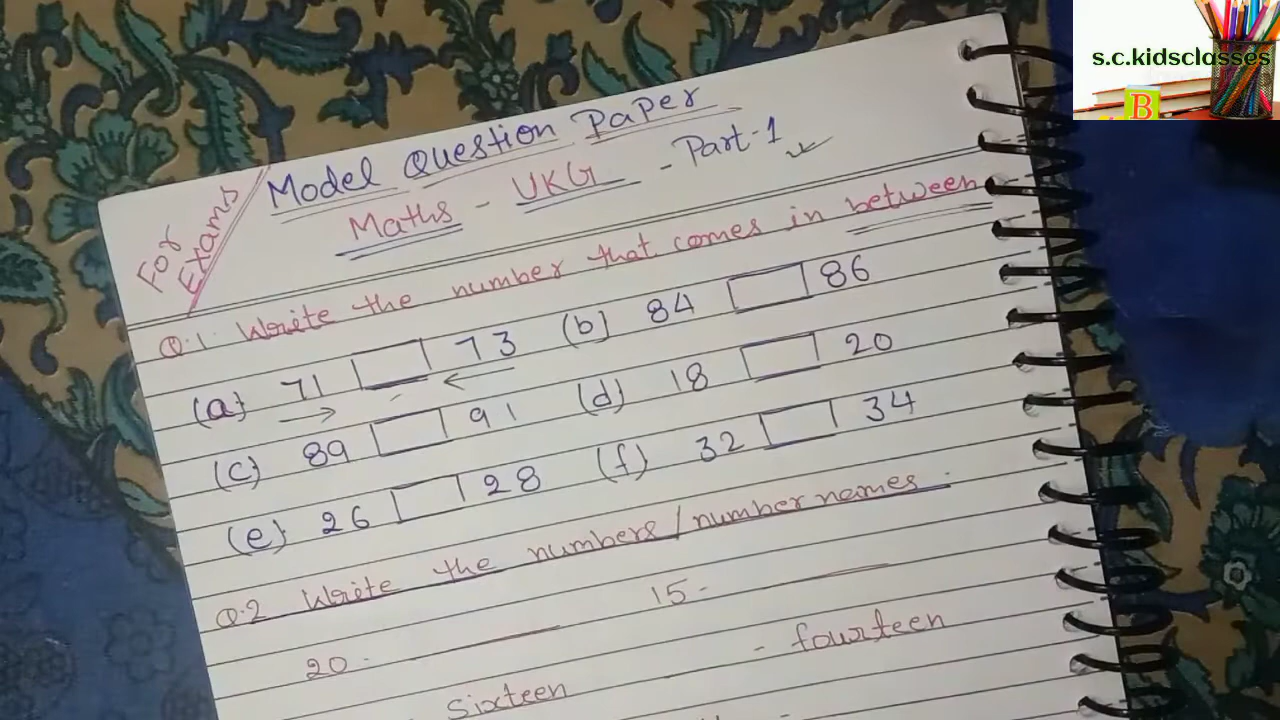 s.c.kidsclasses
B
For Exams
Model Question Paper
Maths - UKG - Part-1
Q.1. Write the number that comes in between
(a) 71 73 (b) 84 86
(c) 89 91 (d) 18 20
(e) 26 28 (f) 32 34
Q.2 Write the numbers/number names.
20- 15-
sixteen - fourteen